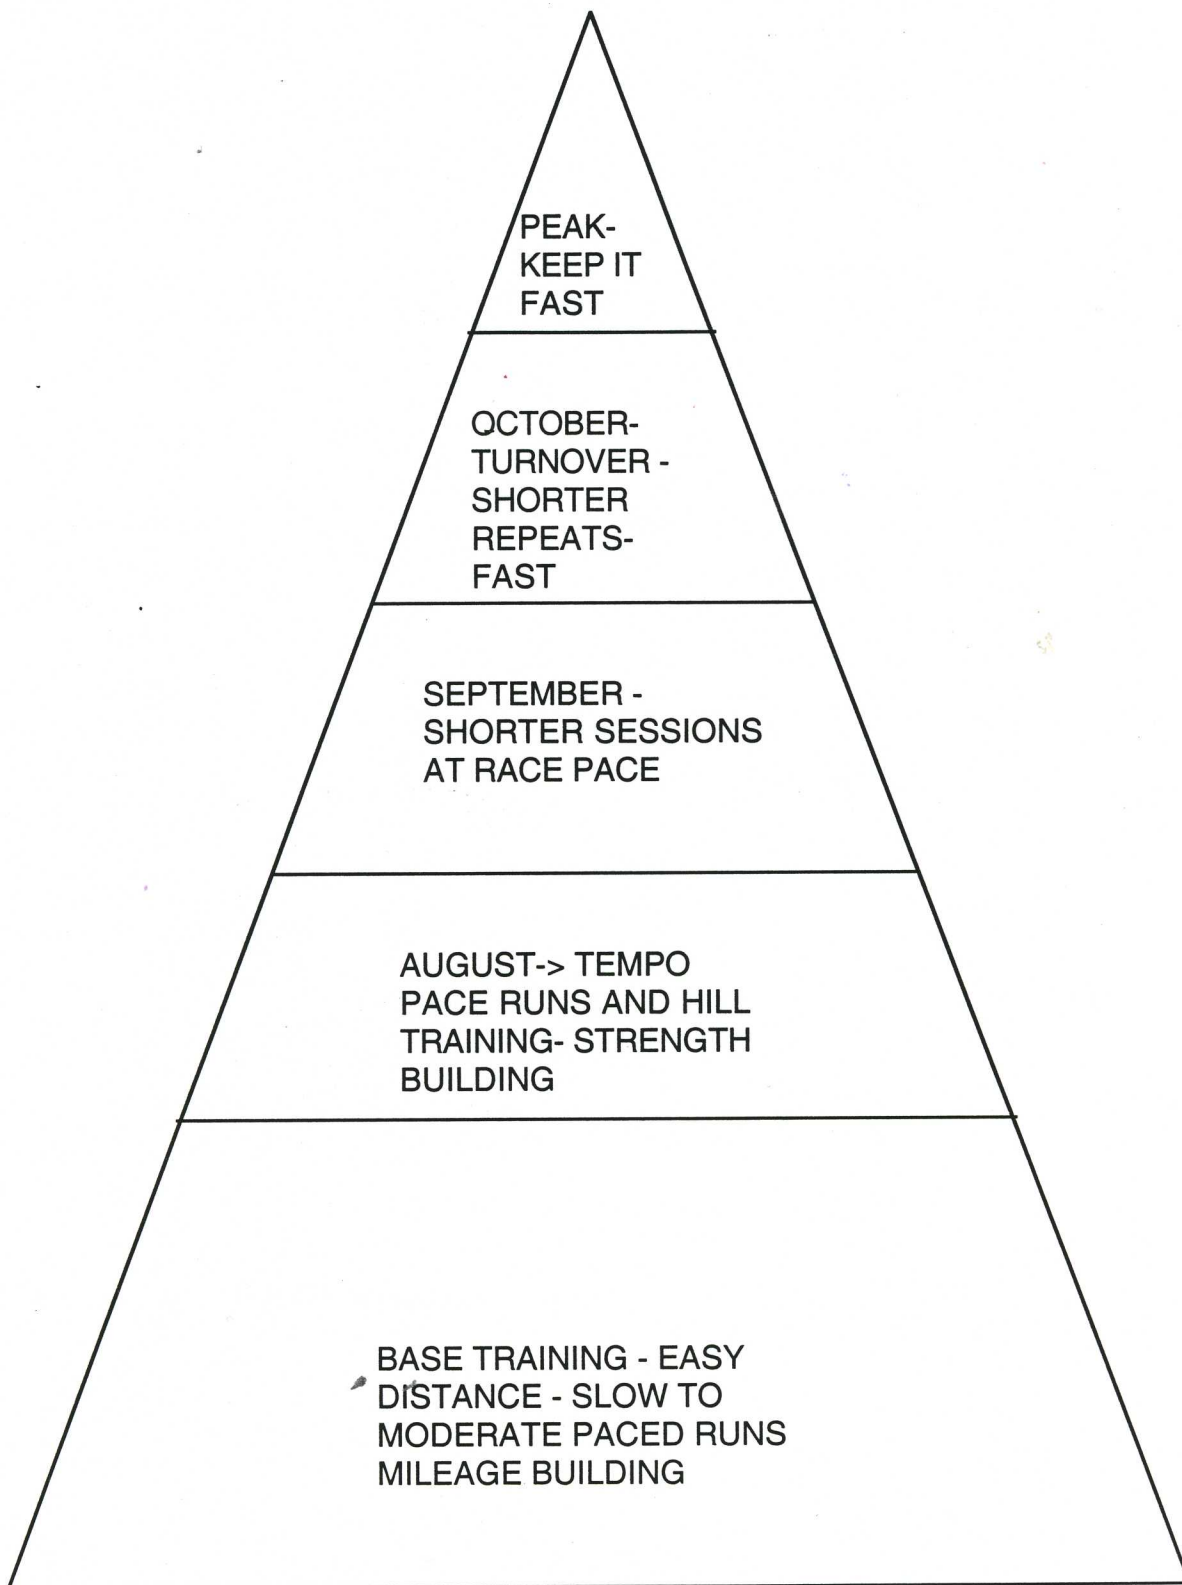 PEAK-
KEEP IT
FAST
OCTOBER-
TURNOVER -
SHORTER
REPEATS-
FAST
SEPTEMBER -
SHORTER SESSIONS
AT RACE PACE
AUGUST-> TEMPO
PACE RUNS AND HILL
TRAINING- STRENGTH
BUILDING
BASE TRAINING - EASY
DISTANCE - SLOW TO
MODERATE PACED RUNS
MILEAGE BUILDING